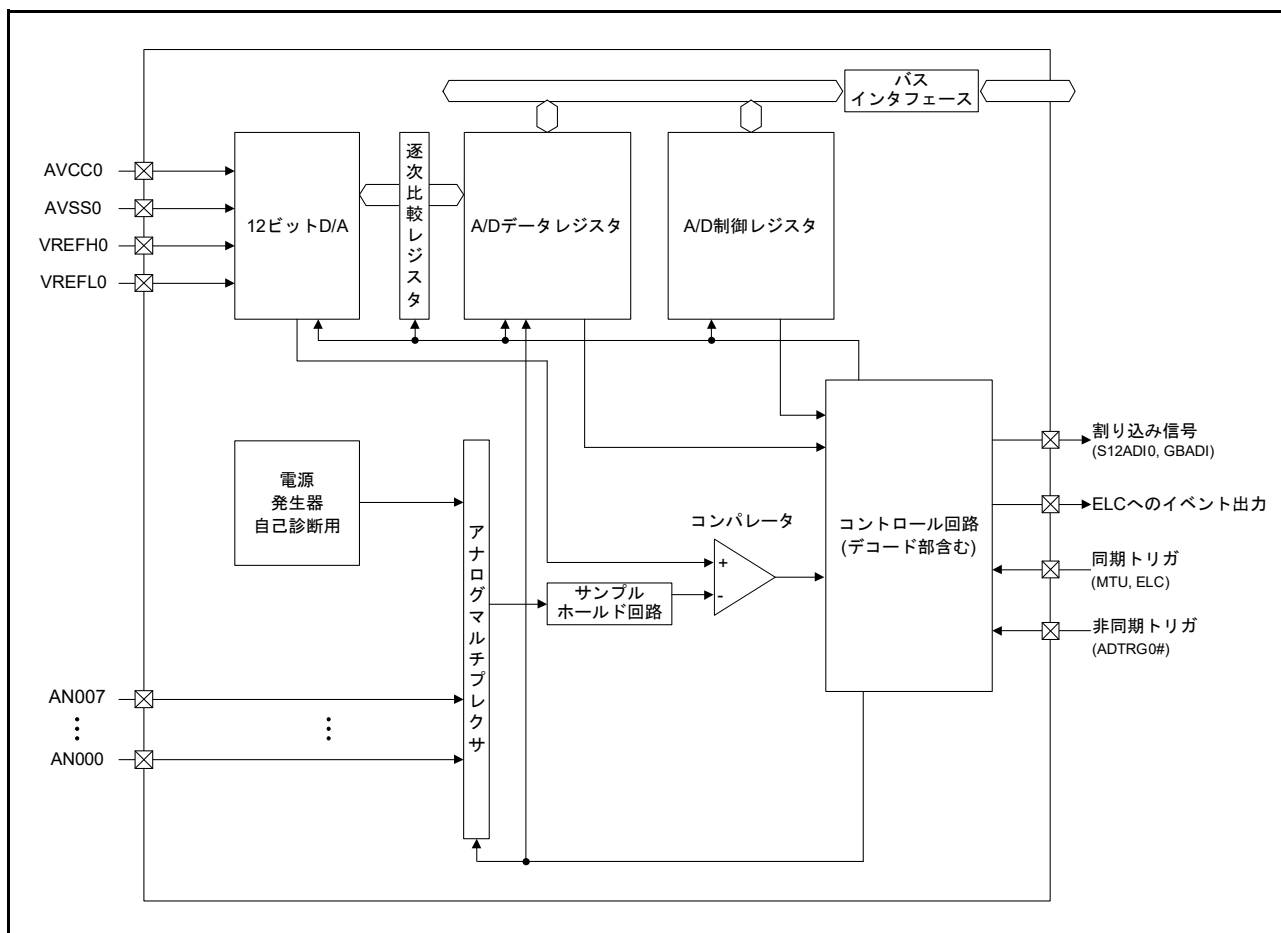 バス
インタフェース
AVCC0
AVSS0
VREFH0
VREFL0
12ビットD/A
逐次比較レジスタ
A/Dデータレジスタ
A/D制御レジスタ
電源
発生器
自己診断用
アナログマルチプレクサ
コンパレータ
+
-
サンプル
ホールド回路
コントロール回路
(デコード部含む)
割り込み信号
(S12ADI0, GBADI)
ELCへのイベント出力
同期トリガ
(MTU, ELC)
非同期トリガ
(ADTRG0#)
AN007
AN000